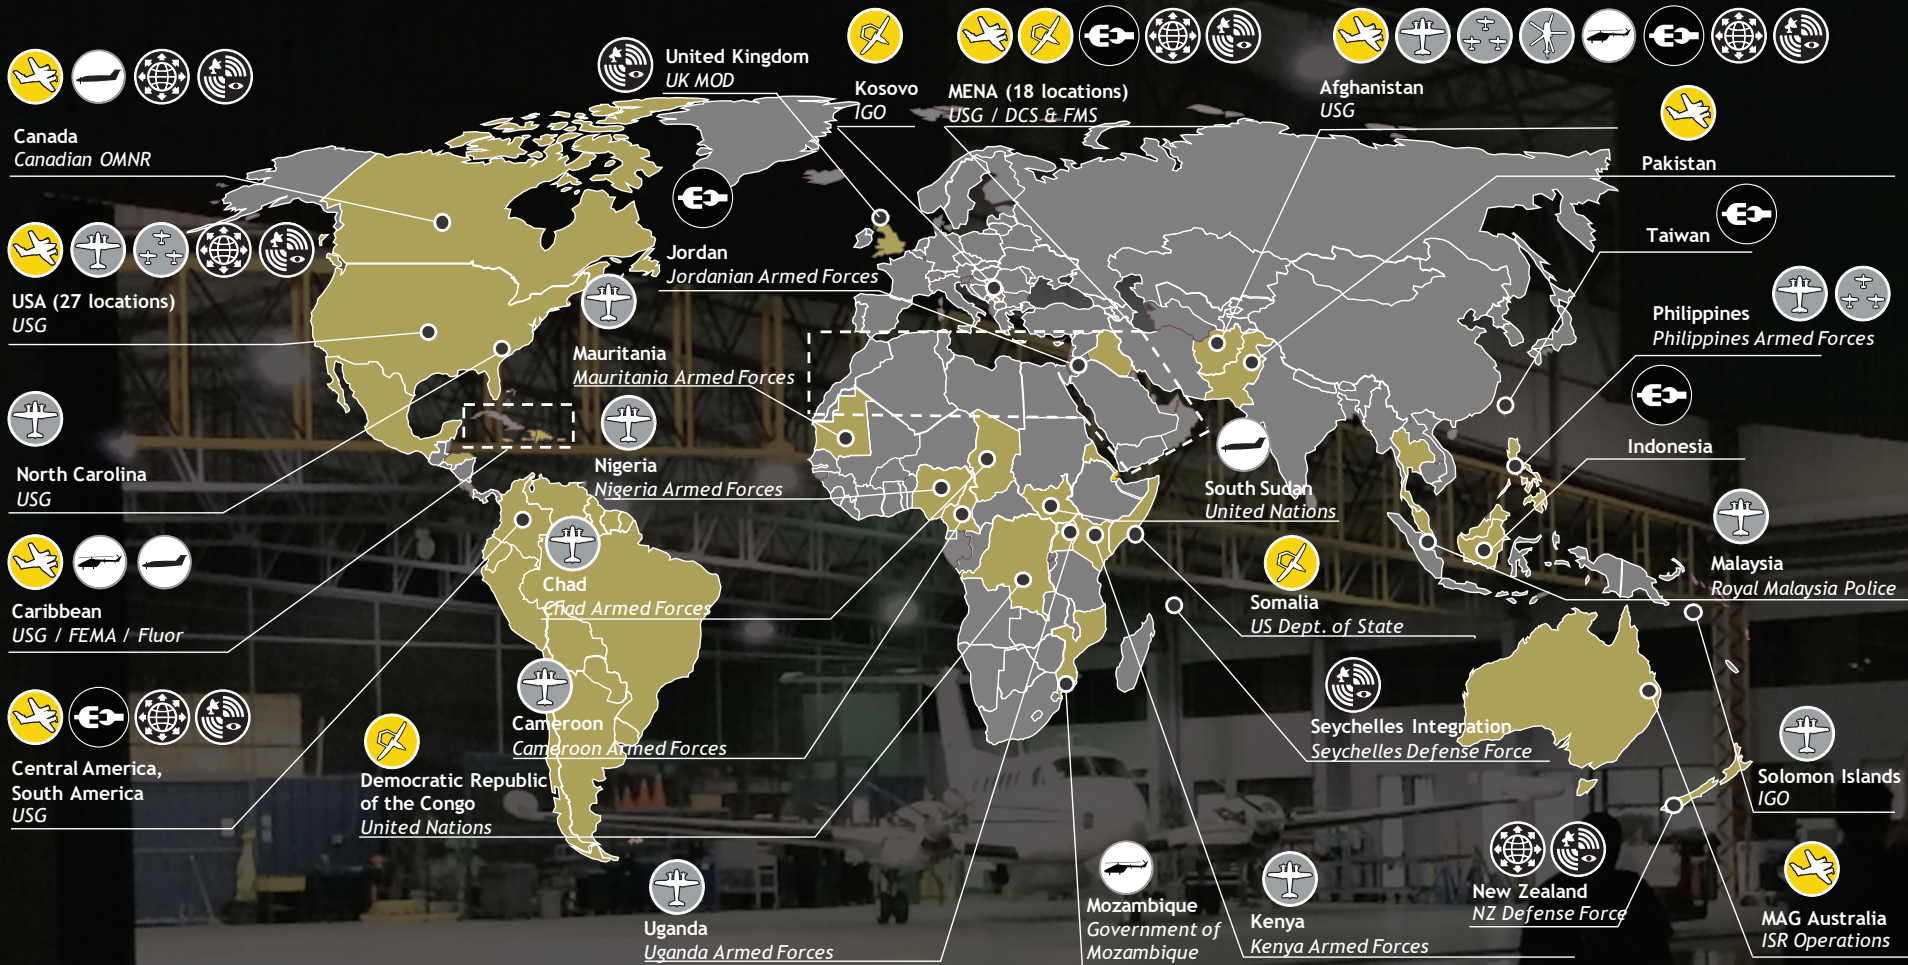 Canada
Canadian OMNR
USA (27 locations)
USG
North Carolina
USG
Caribbean
USG / FEMA / Fluor
Central America,
South America
USG
United Kingdom
UK MOD
Jordan
Jordanian Armed Forces
Mauritania
Mauritania Armed Forces
Nigeria
Nigeria Armed Forces
Chad
Chad Armed Forces
Cameroon
Cameroon Armed Forces
Democratic Republic
of the Congo
United Nations
Uganda
Uganda Armed Forces
Kosovo
IGO
MENA (18 locations)
USG / DCS & FMS
Afghanistan
USG
Pakistan
Taiwan
Philippines
Philippines Armed Forces
Indonesia
South Sudan
United Nations
Malaysia
Royal Malaysia Police
Somalia
US Dept. of State
Seychelles Integration
Seychelles Defense Force
Solomon Islands
IGO
Mozambique
Government of
Mozambique
Kenya
Kenya Armed Forces
New Zealand
NZ Defense Force
MAG Australia
ISR Operations